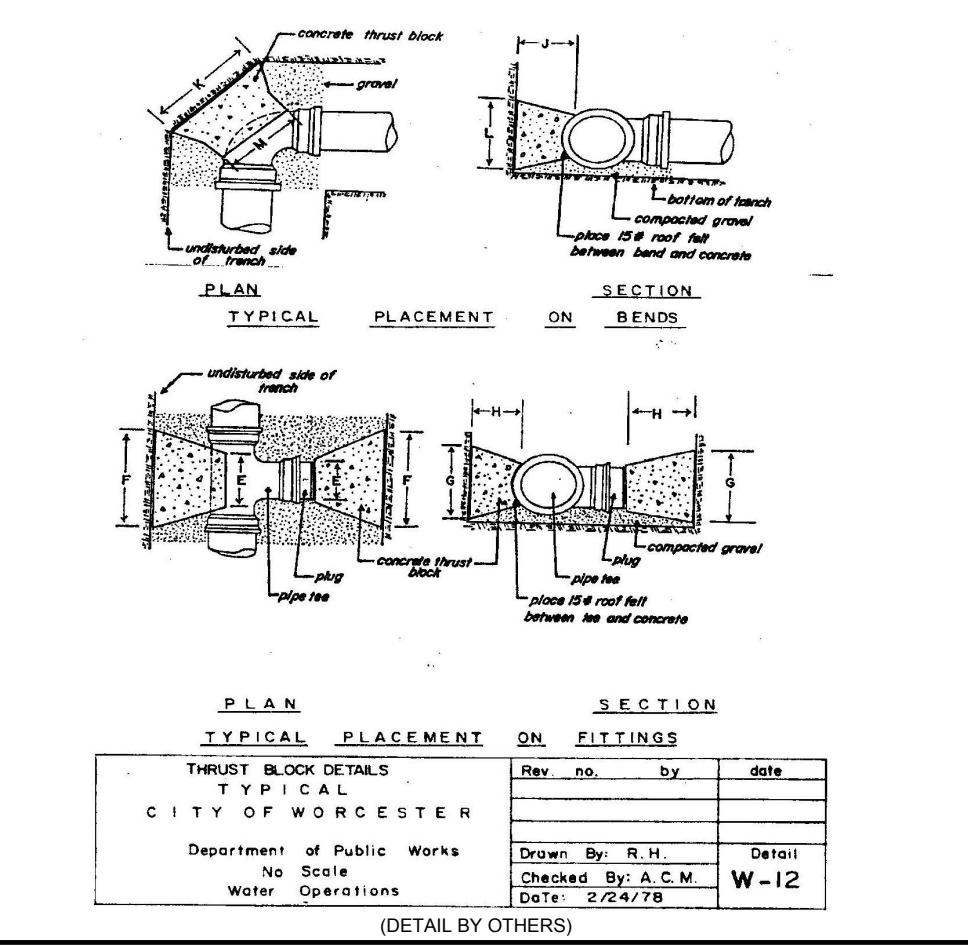 concrete thrust block
K
gravel
M
undisturbed side
of trench
PLAN
J
L
bottom of trench
compacted gravel
place 15# roof felt
between bend and concrete
SECTION
TYPICAL PLACEMENT ON BENDS
undisturbed side of
trench
F
E
E
F
concrete thrust
block
plug
pipe tee
H
H
G
G
compacted gravel
plug
pipe tee
place 15# roof felt
between tee and concrete
PLAN
SECTION
TYPICAL PLACEMENT ON FITTINGS
THRUST BLOCK DETAILS
TYPICAL
CITY OF WORCESTER
Department of Public Works
No Scale
Water Operations
Rev. no. by date
Drawn By: R.H.
Checked By: A.C.M.
DaTe: 2/24/78
Detail
W-12
(DETAIL BY OTHERS)